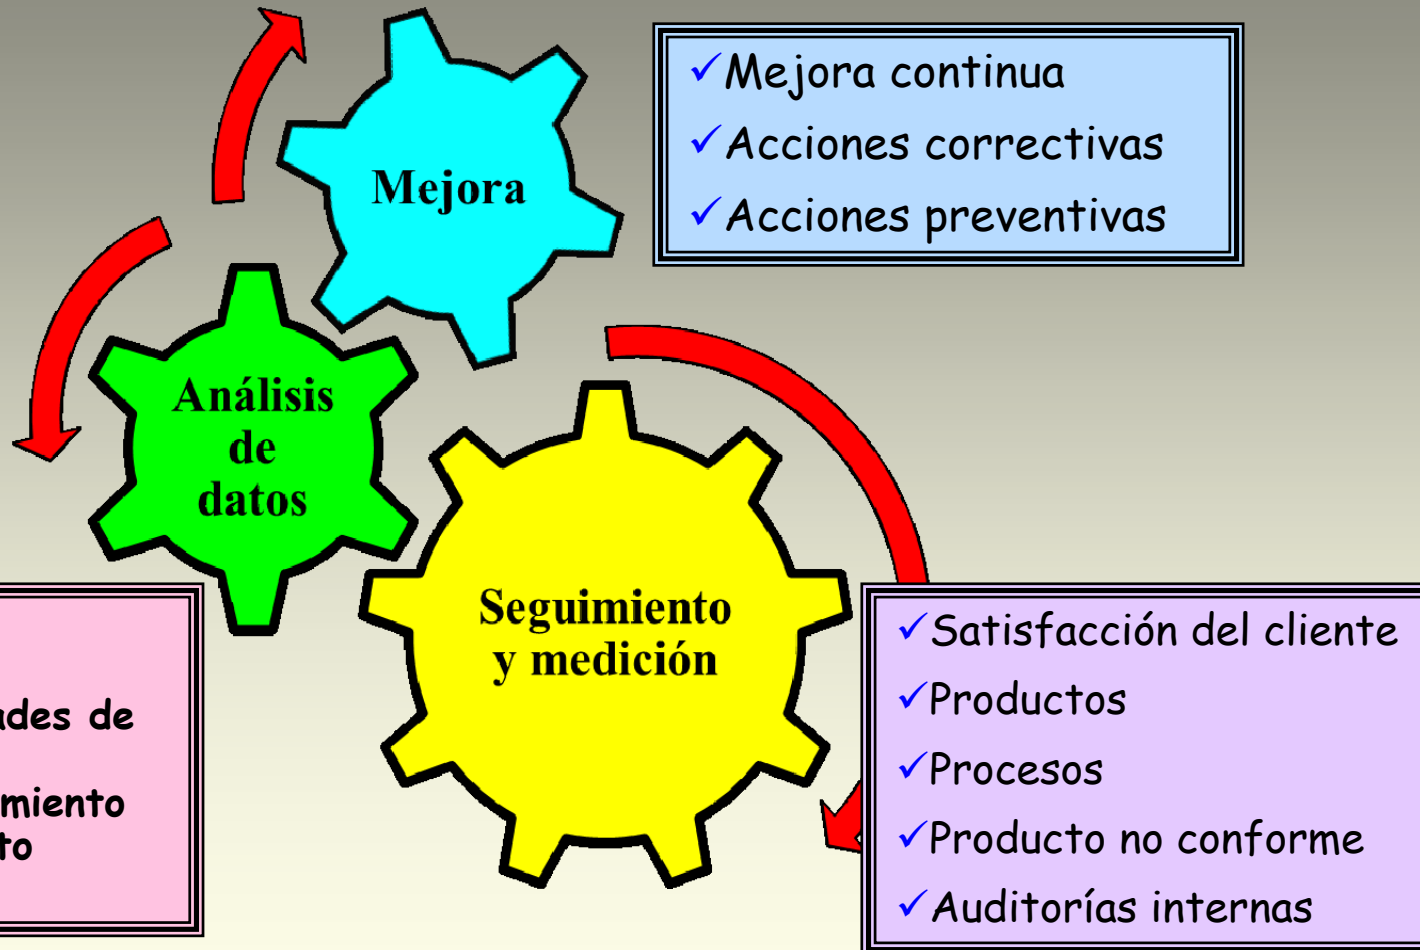 Mejora
✓Mejora continua
✓Acciones correctivas
✓Acciones preventivas
Análisis
de
datos
Seguimiento
y medición
✓Satisfacción del cliente
✓Productos
✓Procesos
✓Producto no conforme
✓Auditorías internas
de